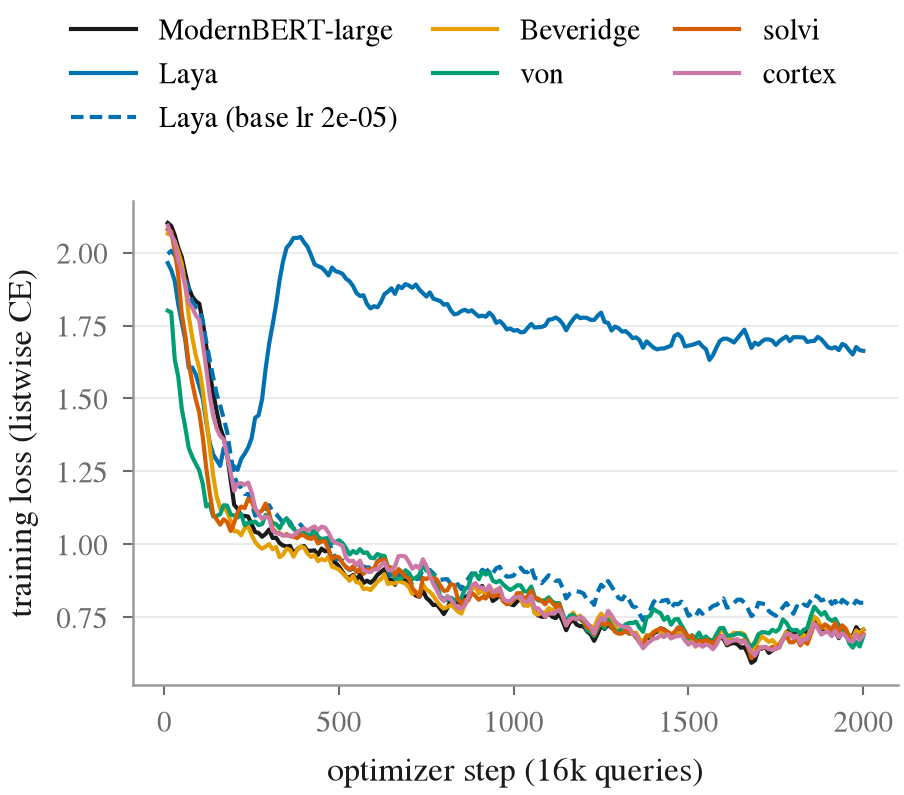 ModernBERT-large Beveridge solvi
Laya von cortex
Laya (base lr 2e-05)
training loss (listwise CE)
2.00
1.75
1.50
1.25
1.00
0.75
0 500 1000 1500 2000
optimizer step (16k queries)